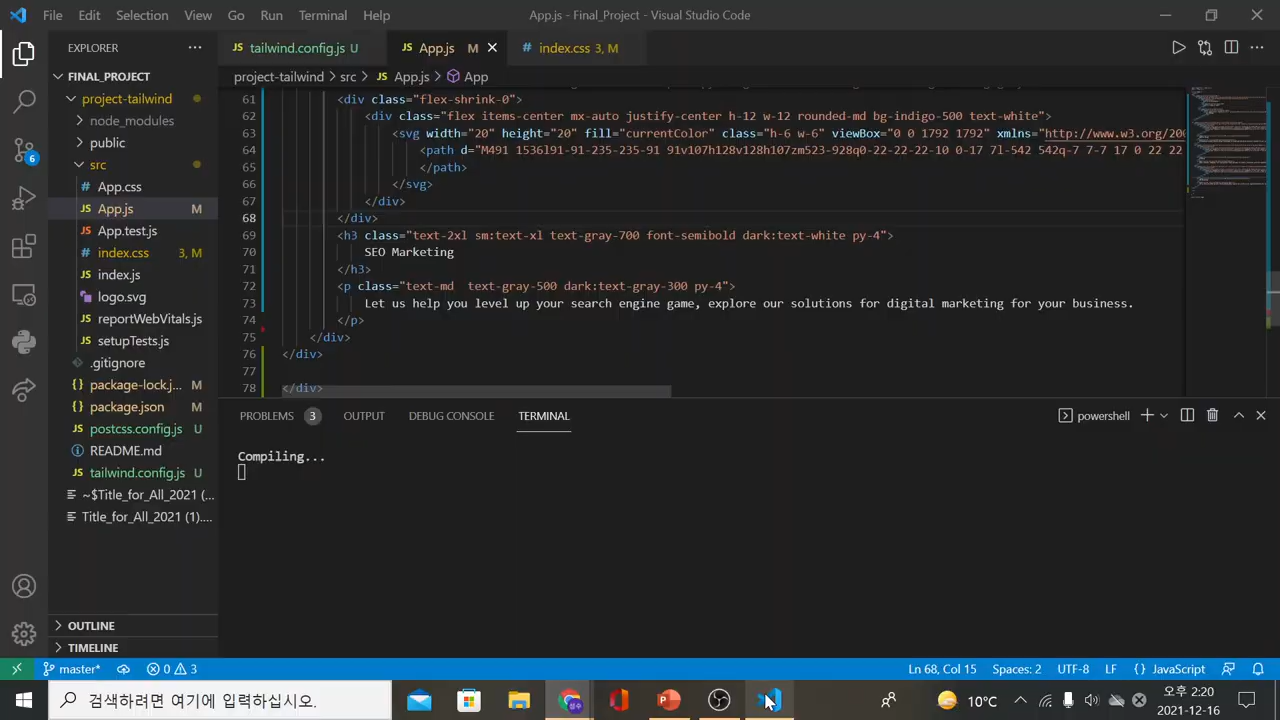 File Edit Selection View Go Run Terminal Help App.js - Final_Project - Visual Studio Code
EXPLORER
FINAL_PROJECT
project-tailwind
node_modules
public
src
App.css
App.js M
App.test.js
index.css 3, M
index.js
logo.svg
reportWebVitals.js
setupTests.js
.gitignore
package-lock.j... M
package.json M
postcss.config.js U
README.md
tailwind.config.js U
~$Title_for_All_2021 (...
Title_for_All_2021 (1)....
OUTLINE
TIMELINE
tailwind.config.js U App.js M index.css 3, M
project-tailwind > src > App.js > App
61 <div class="flex-shrink-0">
62 <div class="flex items-center mx-auto justify-center h-12 w-12 rounded-md bg-indigo-500 text-white">
63 <svg width="20" height="20" fill="currentColor" class="h-6 w-6" viewBox="0 0 1792 1792" xmlns="http://www.w3.org/200
64 <path d="M491 1536l91-91-235-235-91 91v107h128v128h107zm523-928q0-22-22-22-10 0-17 7l-542 542q-7 7-7 17 0 22 22
65 </path>
66 </svg>
67 </div>
68 </div>
69 <h3 class="text-2xl sm:text-xl text-gray-700 font-semibold dark:text-white py-4">
70 SEO Marketing
71 </h3>
72 <p class="text-md  text-gray-500 dark:text-gray-300 py-4">
73 Let us help you level up your search engine game, explore our solutions for digital marketing for your business.
74 </p>
75 </div>
76 </div>
77
78 </div>
PROBLEMS 3 OUTPUT DEBUG CONSOLE TERMINAL powershell
Compiling...
master* 0 3 Ln 68, Col 15 Spaces: 2 UTF-8 LF {} JavaScript
6
검색하려면 여기에 입력하십시오. 10°C 오후 2:20
2021-12-16